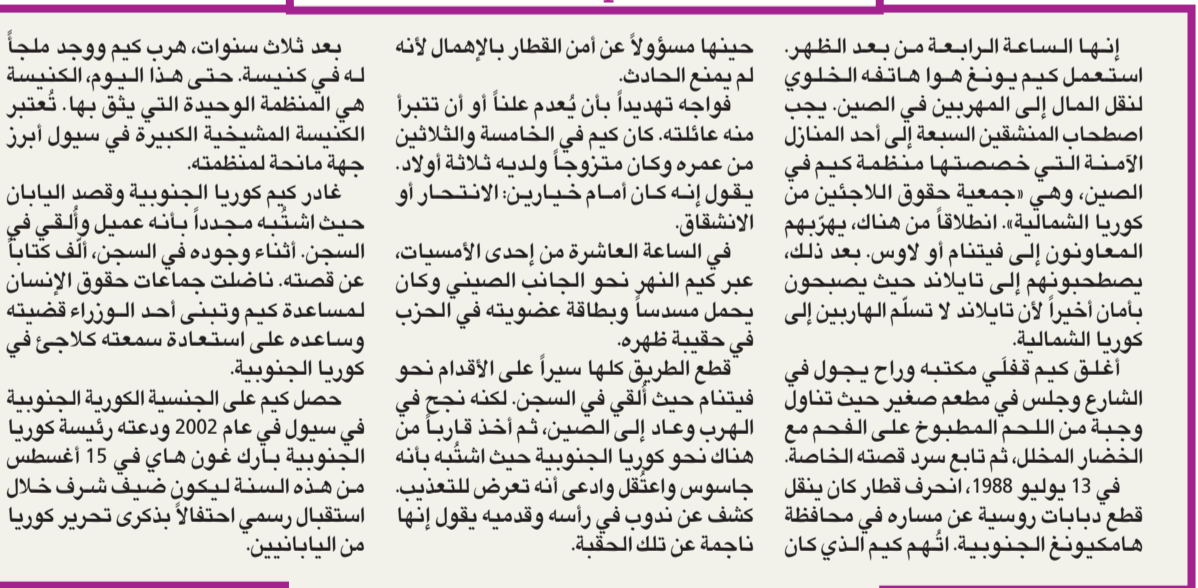 إنها الساعة الرابعة من بعد الظهر.
استعمل كيم يونغ هوا هاتفه الخلوي
لنقل المال إلى المهربين في الصين. يجب
اصطحاب المنشقين السبعة إلى أحد المنازل
الآمنة التي خصصتها منظمة كيم في
الصين، وهي «جمعية حقوق اللاجئين من
كوريا الشمالية». انطلاقاً من هناك، يهرّبهم
المعاونون إلى فيتنام أو لاوس. بعد ذلك،
يصطحبونهم إلى تايلاند حيث يصبحون
بأمان أخيراً لأن تايلاند لا تسلّم الهاربين إلى
كوريا الشمالية.
أغلق كيم قفلَي مكتبه وراح يجول في
الشارع وجلس في مطعم صغير حيث تناول
وجبة من اللحم المطبوخ على الفحم مع
الخضار المخلل، ثم تابع سرد قصته الخاصة.
في 13 يوليو 1988، انحرف قطار كان ينقل
قطع دبابات روسية عن مساره في محافظة
هامكيونغ الجنوبية. اتُهم كيم الذي كان
حينها مسؤولاً عن أمن القطار بالإهمال لأنه
لم يمنع الحادث.
فواجه تهديداً بأن يُعدم علناً أو أن تتبرأ
منه عائلته. كان كيم في الخامسة والثلاثين
من عمره وكان متزوجاً ولديه ثلاثة أولاد.
يقول إنه كان أمام خيارين: الانتحار أو
الانشقاق.
في الساعة العاشرة من إحدى الأمسيات،
عبر كيم النهر نحو الجانب الصيني وكان
يحمل مسدساً وبطاقة عضويته في الحزب
في حقيبة ظهره.
قطع الطريق كلها سيراً على الأقدام نحو
فيتنام حيث أُلقي في السجن. لكنه نجح في
الهرب وعاد إلى الصين، ثم أخذ قارباً من
هناك نحو كوريا الجنوبية حيث اشتُبه بأنه
جاسوس واعتُقل وادعى أنه تعرض للتعذيب.
كشف عن ندوب في رأسه وقدميه يقول إنها
ناجمة عن تلك الحقبة.
بعد ثلاث سنوات، هرب كيم ووجد ملجأً
له في كنيسة. حتى هذا اليوم، الكنيسة
هي المنظمة الوحيدة التي يثق بها. تُعتبر
الكنيسة المشيخية الكبيرة في سيول أبرز
جهة مانحة لمنظمته.
غادر كيم كوريا الجنوبية وقصد اليابان
حيث اشتُبه مجدداً بأنه عميل وأُلقي في
السجن. أثناء وجوده في السجن، ألّف كتاباً
عن قصته. ناضلت جماعات حقوق الإنسان
لمساعدة كيم وتبنى أحد الوزراء قضيته
وساعده على استعادة سمعته كلاجئ في
كوريا الجنوبية.
حصل كيم على الجنسية الكورية الجنوبية
في سيول في عام 2002 ودعته رئيسة كوريا
الجنوبية بارك غون هاي في 15 أغسطس
من هذه السنة ليكون ضيف شرف خلال
استقبال رسمي احتفالاً بذكرى تحرير كوريا
من اليابانيين.